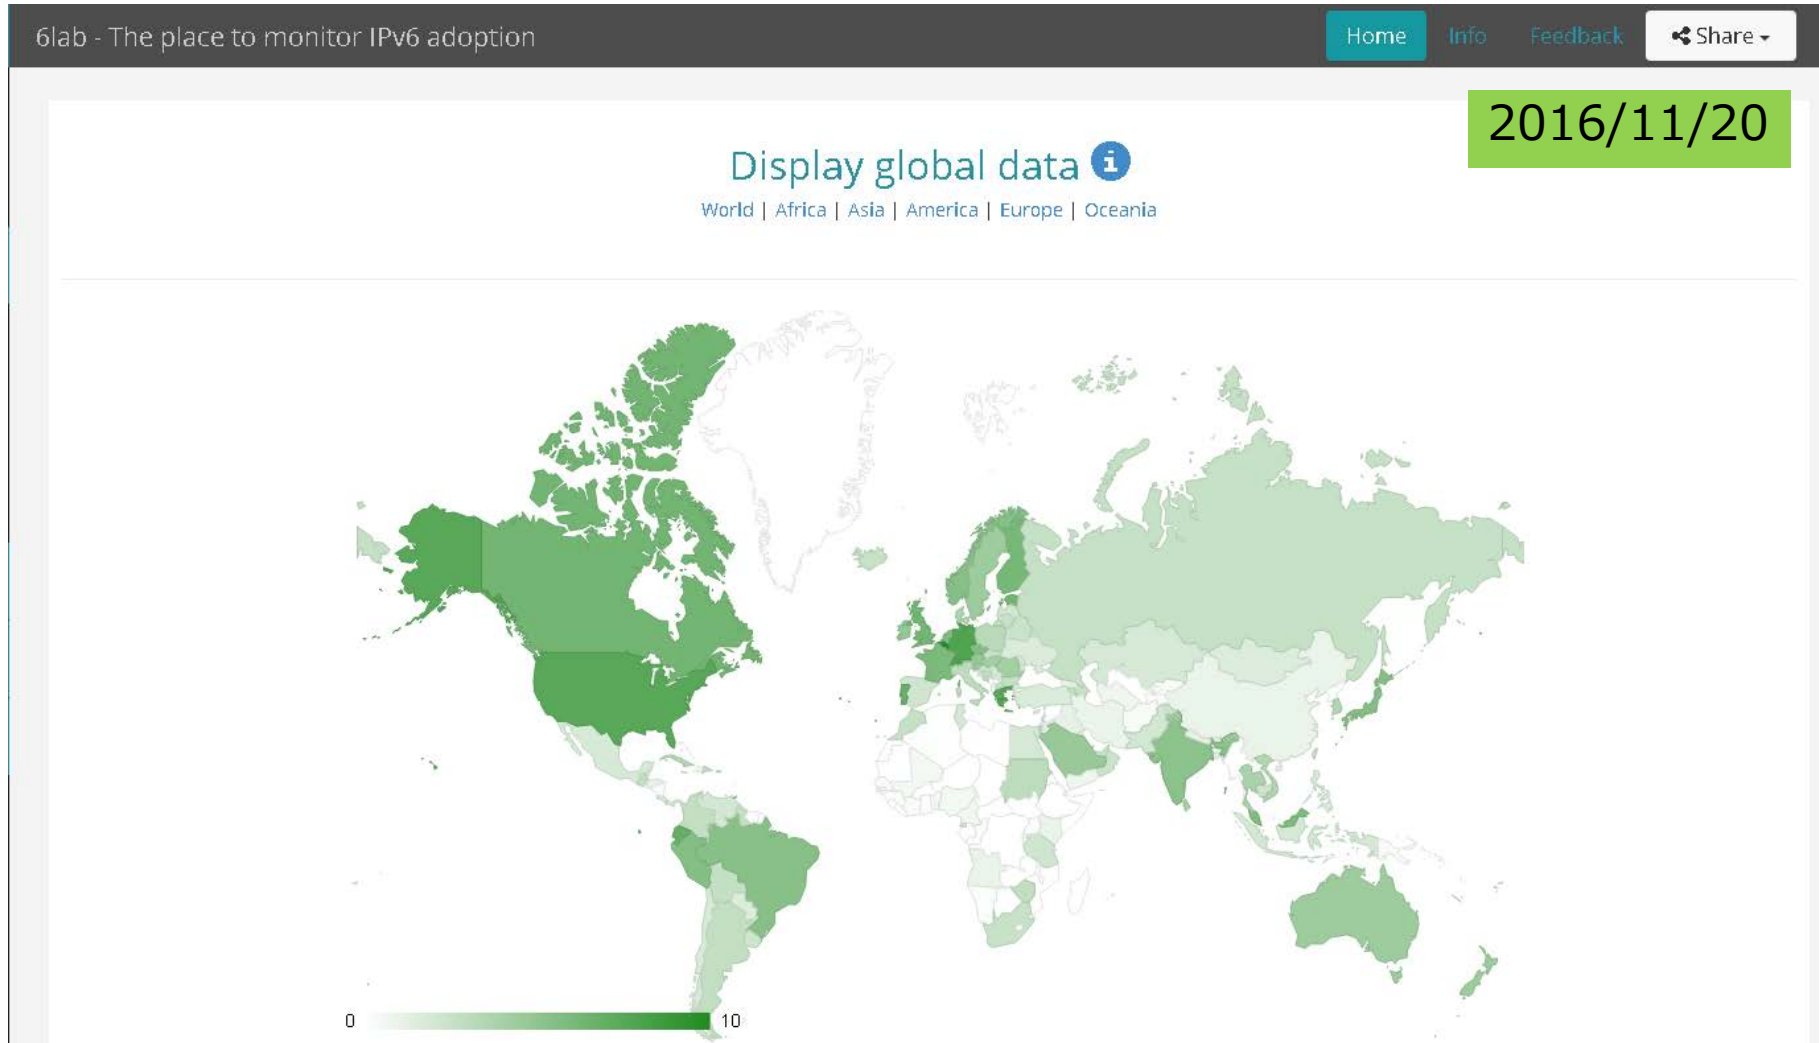 6lab - The place to monitor IPv6 adoption
Home Info Feedback Share
2016/11/20
Display global data
World | Africa | Asia | America | Europe | Oceania
0 10